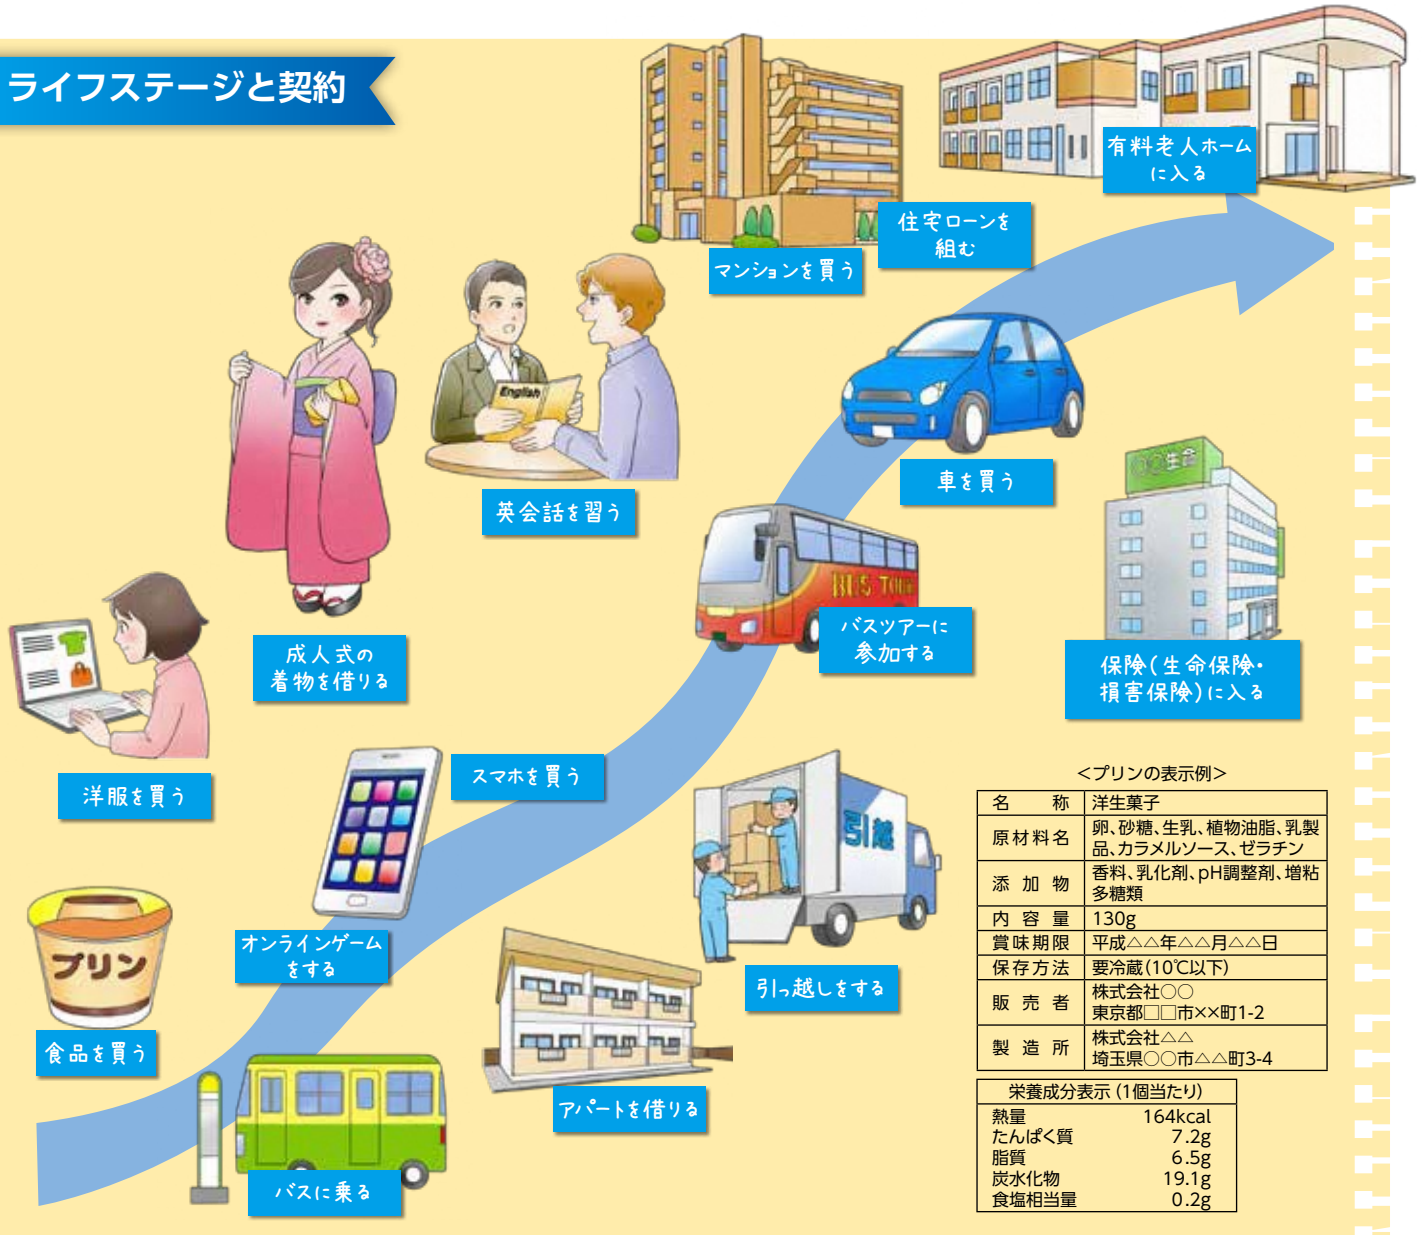 ライフステージと契約
有料老人ホーム
に入る
住宅ローンを
組む
マンションを買う
English
英会話を習う
車を買う
○○生命
BUS TOUR
バスツアーに
参加する
保険(生命保険・
損害保険)に入る
成人式の
着物を借りる
洋服を買う
スマホを買う
オンラインゲーム
をする
プリン
食品を買う
引越
引っ越しをする
アパートを借りる
バスに乗る
<プリンの表示例>
名称 洋生菓子
原材料名 卵、砂糖、生乳、植物油脂、乳製
品、カラメルソース、ゼラチン
添加物 香料、乳化剤、pH調整剤、増粘
多糖類
内容量 130g
賞味期限 平成△△年△△月△△日
保存方法 要冷蔵(10℃以下)
販売者 株式会社○○
東京都□□市××町1-2
製造所 株式会社△△
埼玉県○○市△△町3-4
栄養成分表示(1個当たり)
熱量 164kcal
たんぱく質 7.2g
脂質 6.5g
炭水化物 19.1g
食塩相当量 0.2g